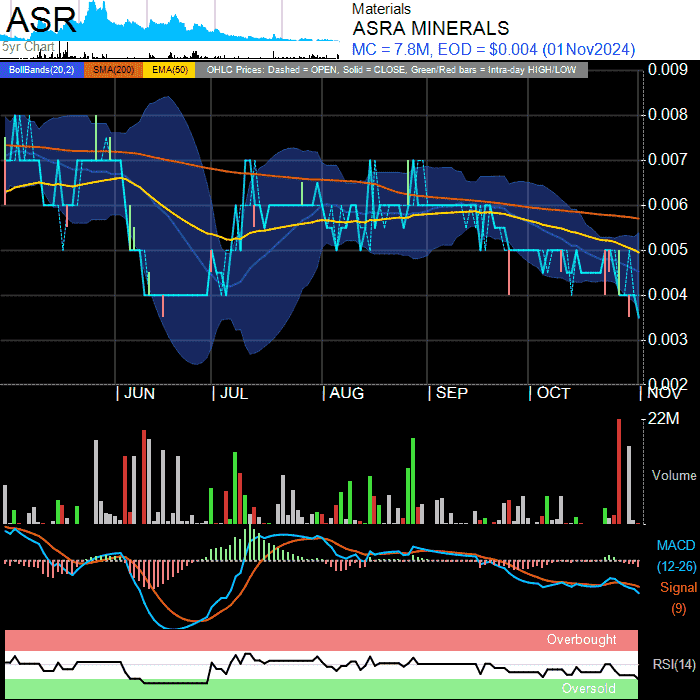 ASR
5yr Chart
Materials
ASRA MINERALS
MC = 7.8M, EOD = $0.004 (01Nov2024)
BollBands(20,2) SMA(200) EMA(50) OHLC Prices: Dashed = OPEN, Solid = CLOSE, Green/Red bars = Intra-day HIGH/LOW
0.009
0.008
0.007
0.006
0.005
0.004
0.003
0.002
JUN JUL AUG SEP OCT NOV
22M
Volume
MACD
(12-26)
Signal
(9)
Overbought
RSI(14)
Oversold